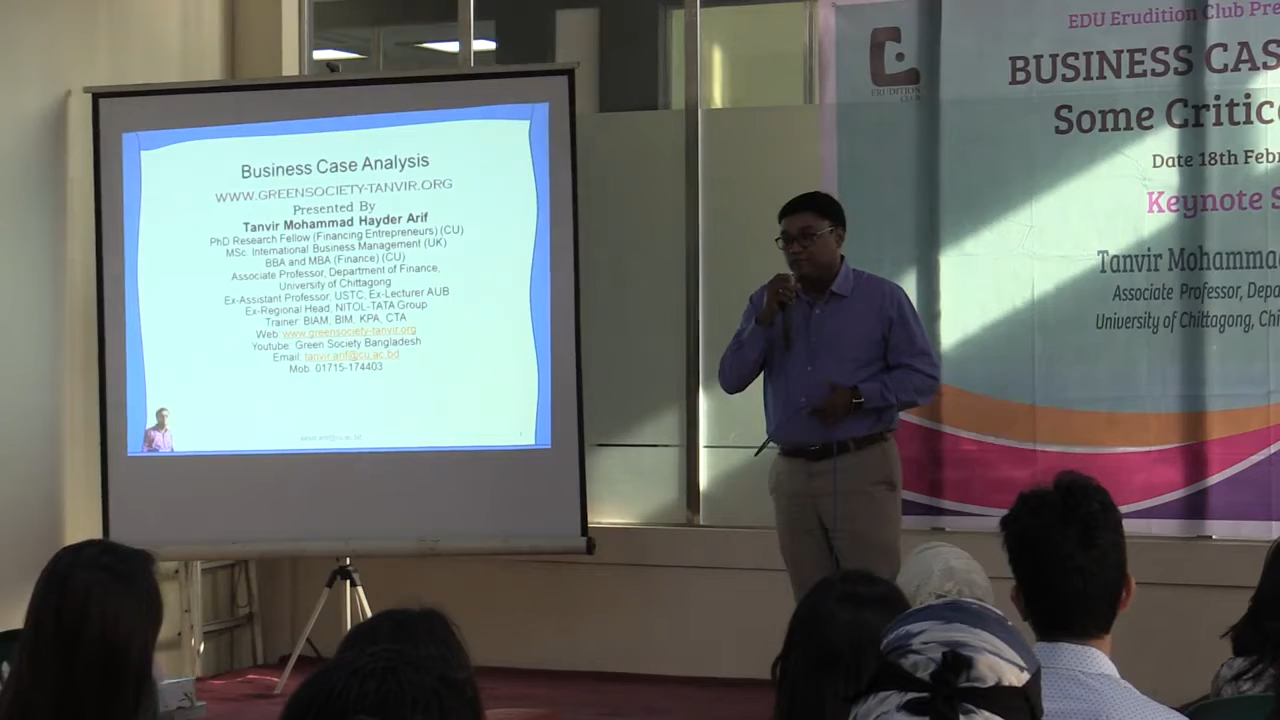 Business Case Analysis
WWW.GREENSOCIETY-TANVIR.ORG
Presented By
Tanvir Mohammad Hayder Arif
PhD Research Fellow (Financing Entrepreneurs) (CU)
MSc. International Business Management (UK)
BBA and MBA (Finance) (CU)
Associate Professor, Department of Finance,
University of Chittagong
Ex-Assistant Professor, USTC, Ex-Lecturer AUB
Ex-Regional Head, NITOL-TATA Group
Trainer: BIAM, BIM, KPA, CTA
Web: www.greensociety-tanvir.org
Youtube: Green Society Bangladesh
Email: tanvir.arif@cu.ac.bd
Mob. 01715-174403
ERUDITION
CLUB
EDU Erudition Club Pre
BUSINESS CAS
Some Critic
Date 18th Febr
Keynote S
Tanvir Mohamma
Associate Professor, Depa
University of Chittagong, Chi